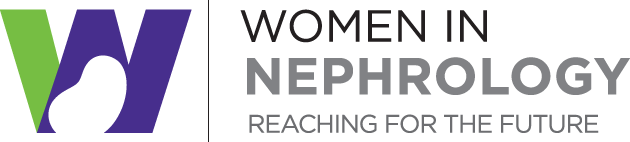 W
WOMEN IN
NEPHROLOGY
REACHING FOR THE FUTURE